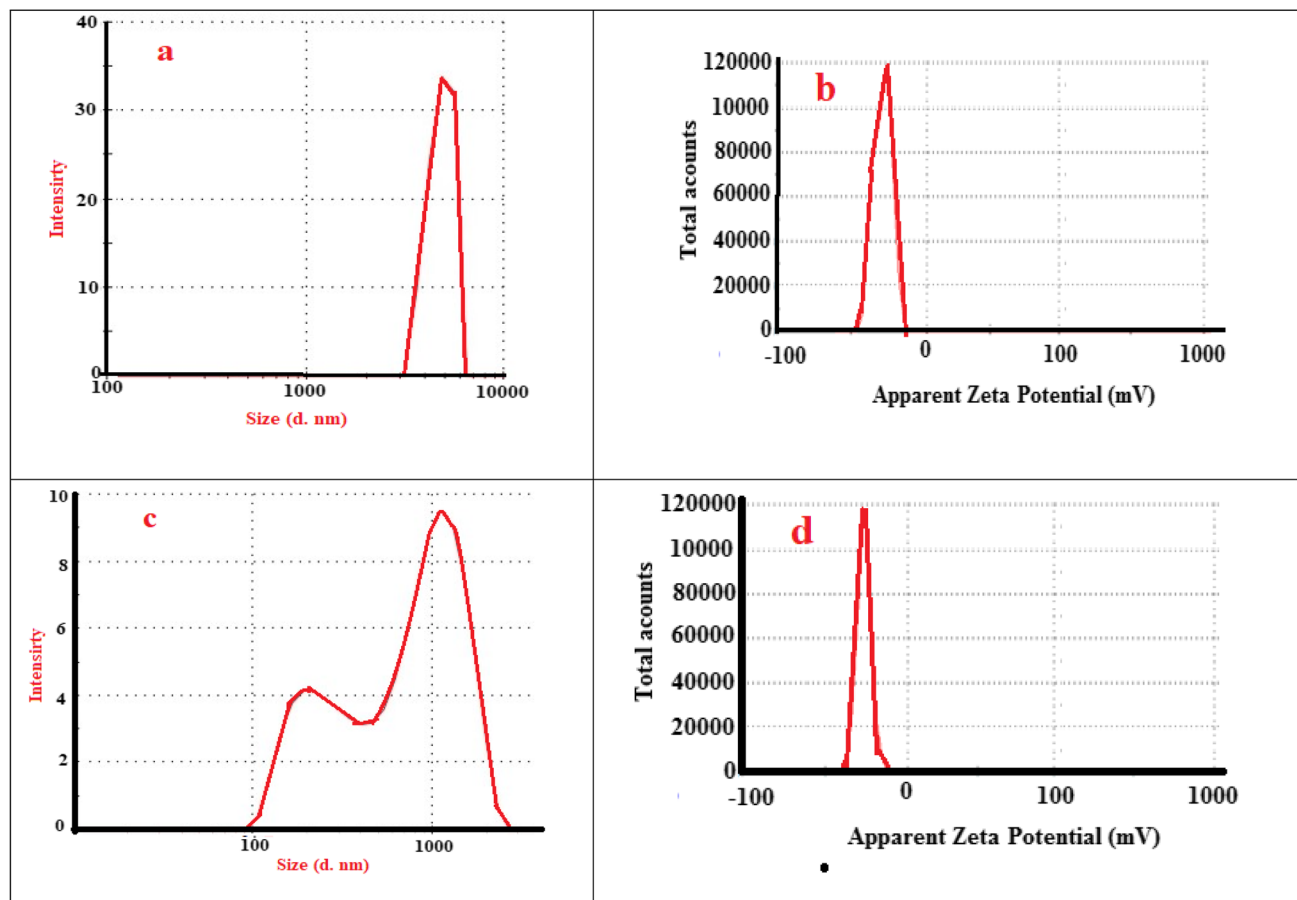 a
40
30
20
10
0
Intensirty
100 1000 10000
Size (d. nm)
b
120000
10000
80000
60000
40000
20000
0
Total acounts
-100 0 100 1000
Apparent Zeta Potential (mV)
c
10
8
6
4
2
0
Intensirty
100 1000
Size (d. nm)
d
120000
10000
80000
60000
40000
20000
0
Total acounts
-100 0 100 1000
Apparent Zeta Potential (mV)